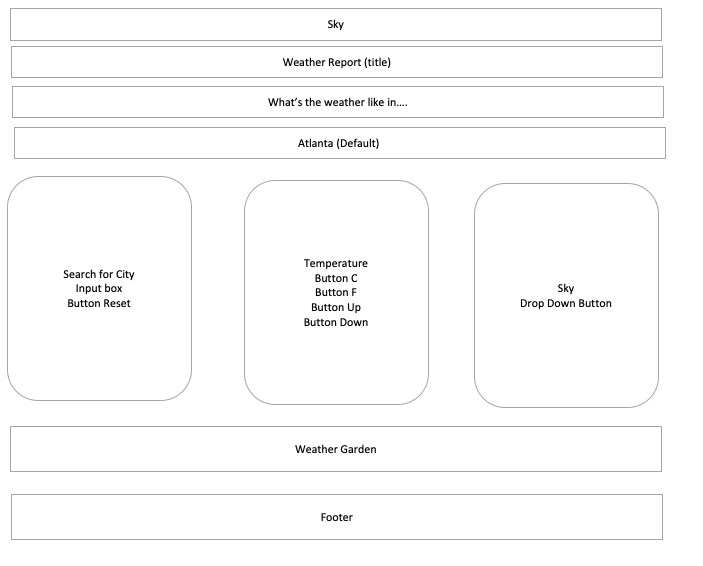 Sky
Weather Report (title)
What's the weather like in....
Atlanta (Default)
Search for City
Input box
Button Reset
Temperature
Button C
Button F
Button Up
Button Down
Sky
Drop Down Button
Weather Garden
Footer